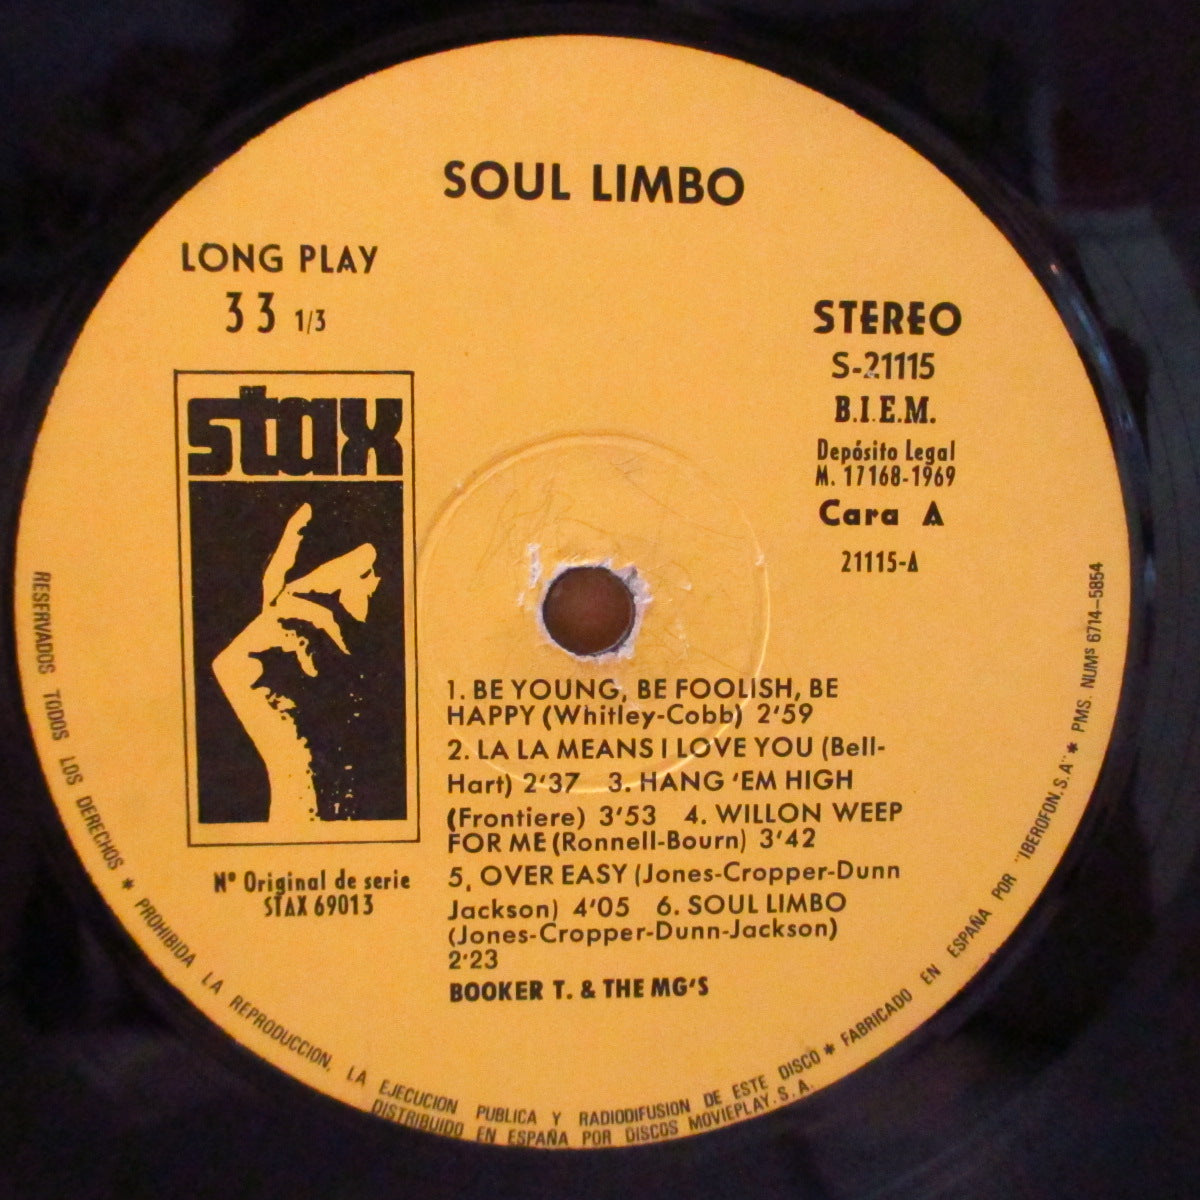 SOUL LIMBO
LONG PLAY
33 1/3
stax
Nº Original de serie
STAX 69013
STEREO
S-21115
B.I.E.M.
Depósito Legal
M. 17168-1969
Cara A
21115-A
1. BE YOUNG, BE FOOLISH, BE
HAPPY (Whitley-Cobb) 2'59
2. LA LA MEANS I LOVE YOU (Bell-
Hart) 2'37 3. HANG 'EM HIGH
(Frontiere) 3'53 4. WILLON WEEP
FOR ME (Ronnell-Bourn) 3'42
5, OVER EASY (Jones-Cropper-Dunn
Jackson) 4'05 6. SOUL LIMBO
(Jones-Cropper-Dunn-Jackson)
2'23
BOOKER T. & THE MG'S
RESERVADOS TODOS LOS DERECHOS * PROHIBIDA LA REPRODUCCION, LA EJECUCION PUBLICA Y RADIODIFUSION DE ESTE DISCO * FABRICADO EN ESPAÑA POR "IBEROFON, S.A" * PMS. NUMs 6714-5854
DISTRIBUIDO EN ESPAÑA POR DISCOS MOVIEPLAY. S. A.